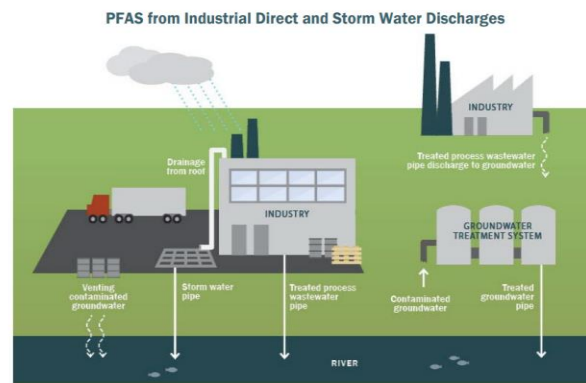 PFAS from Industrial Direct and Storm Water Discharges
INDUSTRY
Treated process wastewater
pipe discharge to groundwater
Drainage
from roof
INDUSTRY
GROUNDWATER
TREATMENT SYSTEM
Venting
contaminated
groundwater
Storm water
pipe
Treated process
wastewater
pipe
Contaminated
groundwater
Treated
groundwater
pipe
RIVER